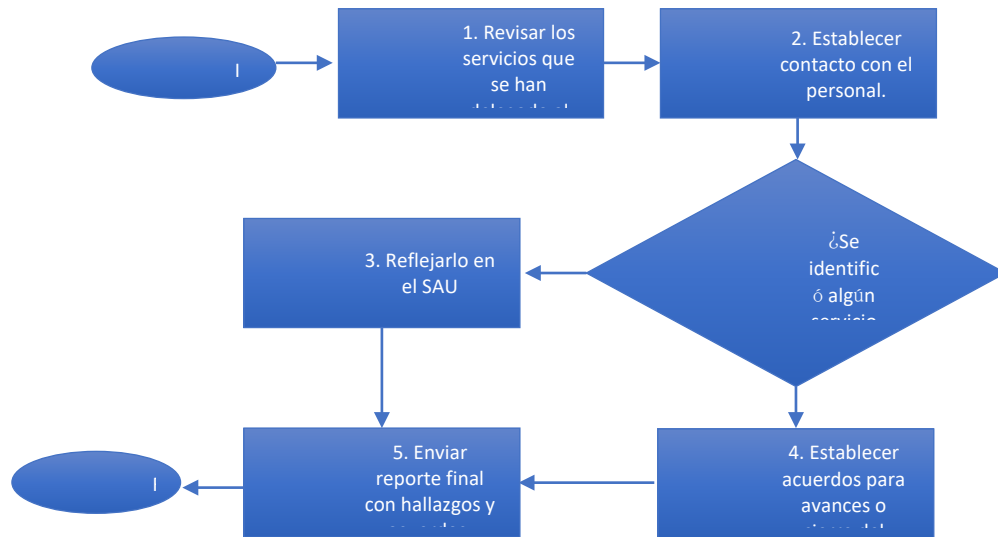 I
1. Revisar los
servicios que
se han
2. Establecer
contacto con el
personal.
¿Se
identific
ó algún
servicio
3. Reflejarlo en
el SAU
4. Establecer
acuerdos para
avances o
5. Enviar
reporte final
con hallazgos y
I